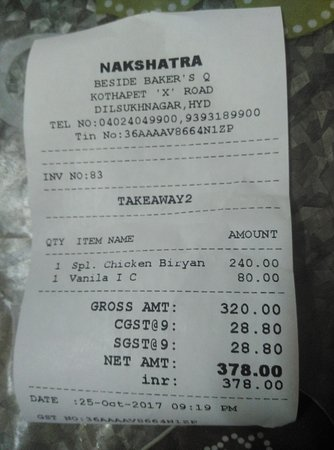 NAKSHATRA
BESIDE BAKER'S Q
KOTHAPET 'X' ROAD
DILSUKHNAGAR,HYD
TEL NO:04024049900,9393189900
Tin No:36AAAAV8664N1ZP
INV NO:83
TAKEAWAY2
QTY ITEM NAME AMOUNT
1 Spl. Chicken Biryan 240.00
1 Vanila I C 80.00
GROSS AMT: 320.00
CGST@9: 28.80
SGST@9: 28.80
NET AMT: 378.00
inr: 378.00
DATE :25-Oct-2017 09:19 PM
GST NO:36AAAAV8664N1ZP